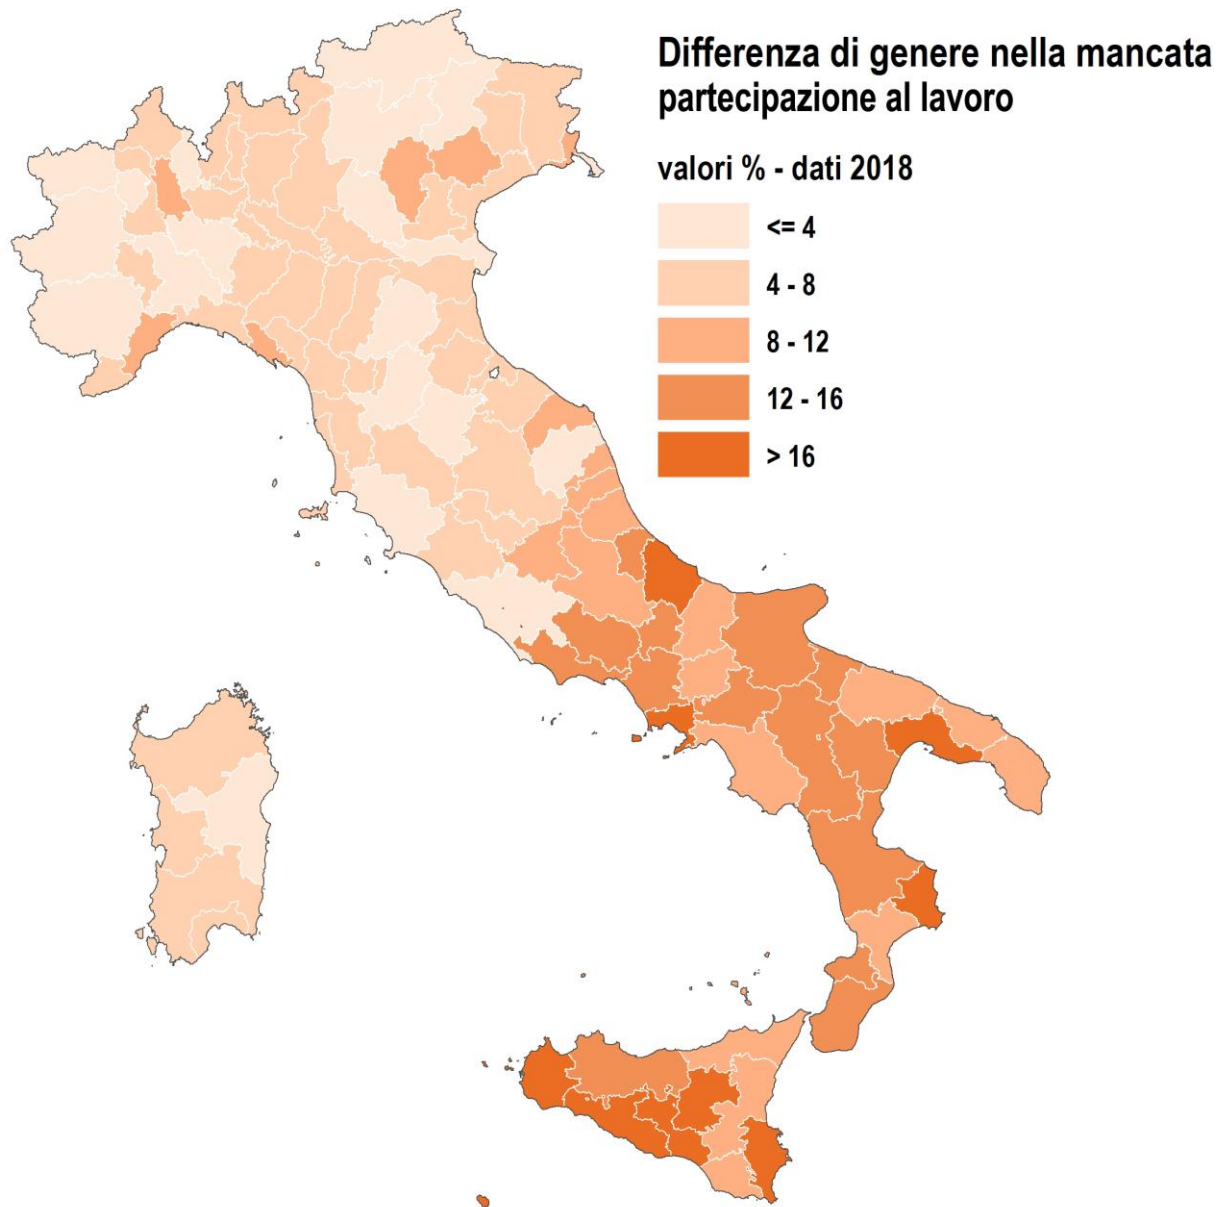 Differenza di genere nella mancata
partecipazione al lavoro
valori % - dati 2018
<= 4
4 - 8
8 - 12
12 - 16
> 16